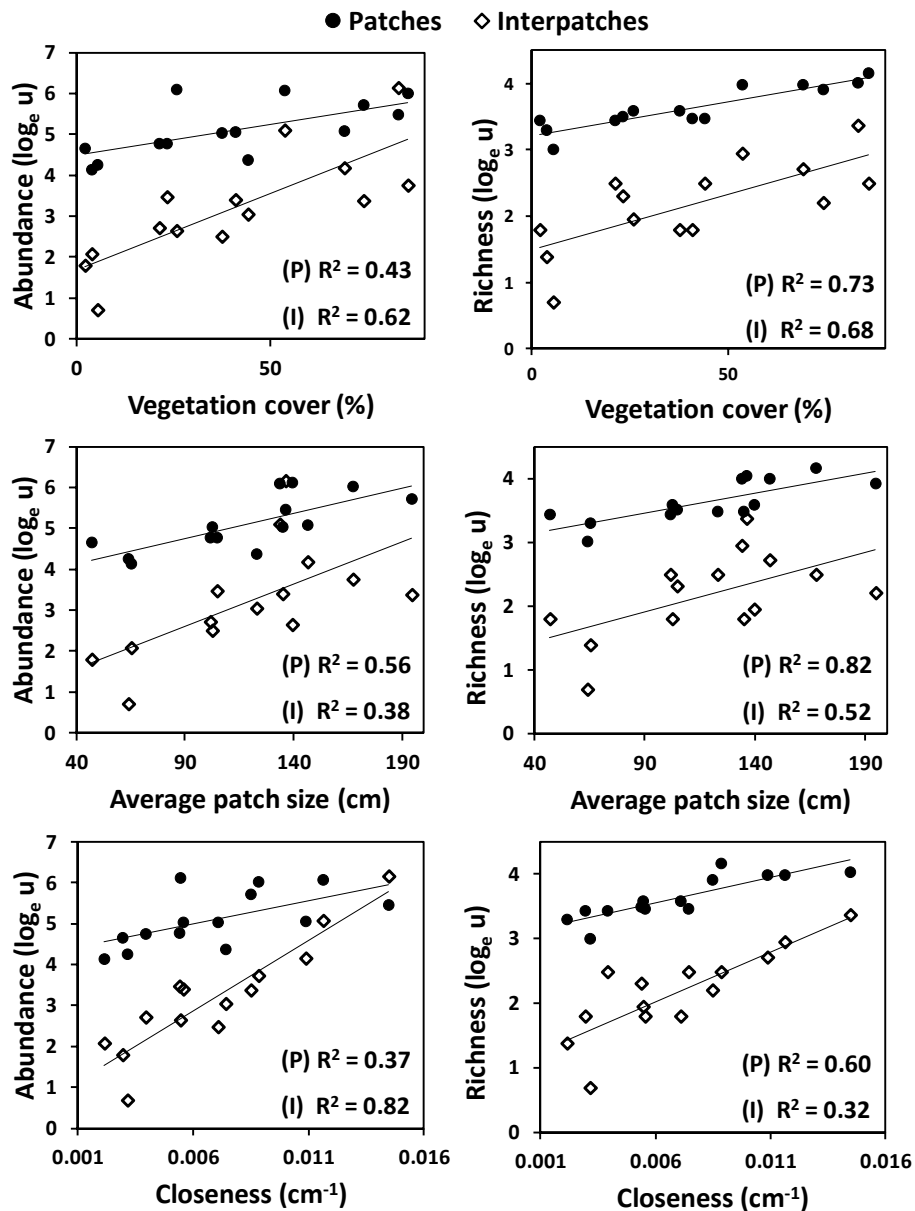 ● Patches ◇ Interpatches
Abundance (logₑ u)
7
6
5
4
3
2
1
0
(P) R² = 0.43
(I) R² = 0.62
0 50
Vegetation cover (%)
Richness (logₑ u)
4
3
2
1
0
(P) R² = 0.73
(I) R² = 0.68
0 50
Vegetation cover (%)
Abundance (logₑ u)
7
6
5
4
3
2
1
0
(P) R² = 0.56
(I) R² = 0.38
40 90 140 190
Average patch size (cm)
Richness (logₑ u)
4
3
2
1
0
(P) R² = 0.82
(I) R² = 0.52
40 90 140 190
Average patch size (cm)
Abundance (logₑ u)
7
6
5
4
3
2
1
0
(P) R² = 0.37
(I) R² = 0.82
0.001 0.006 0.011 0.016
Closeness (cm⁻¹)
Richness (logₑ u)
4
3
2
1
0
(P) R² = 0.60
(I) R² = 0.32
0.001 0.006 0.011 0.016
Closeness (cm⁻¹)